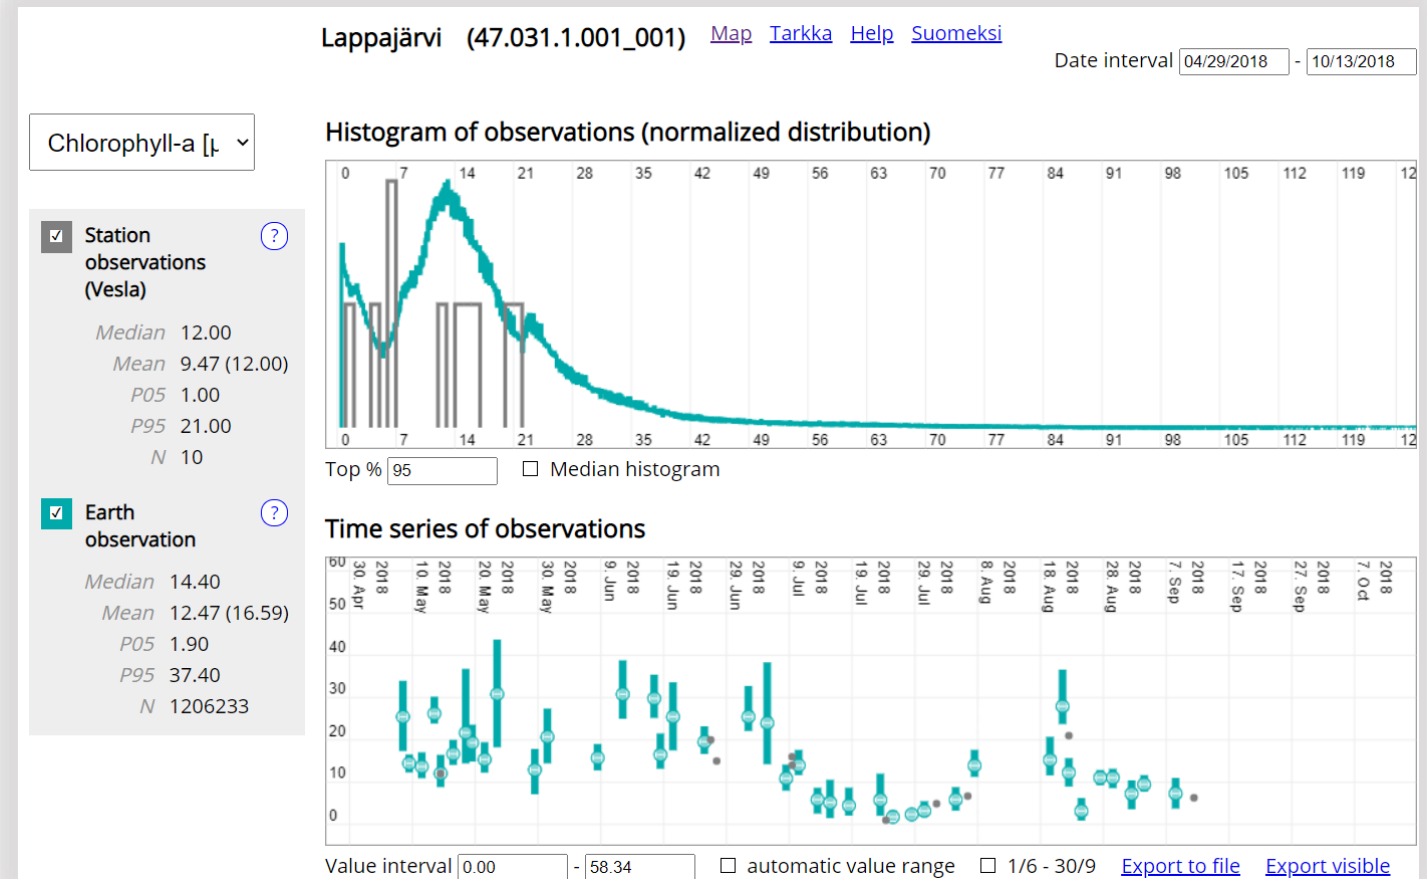 Lappajärvi (47.031.1.001_001) Map Tarkka Help Suomeksi
Date interval 04/29/2018 - 10/13/2018
Chlorophyll-a [μ
Histogram of observations (normalized distribution)
0 7 14 21 28 35 42 49 56 63 70 77 84 91 98 105 112 119 12
0 7 14 21 28 35 42 49 56 63 70 77 84 91 98 105 112 119 12
Top % 95 Median histogram
Station
observations
(Vesla)
?
Median 12.00
Mean 9.47 (12.00)
P05 1.00
P95 21.00
N 10
Earth
observation
?
Median 14.40
Mean 12.47 (16.59)
P05 1.90
P95 37.40
N 1206233
Time series of observations
30. Apr 2018
10. May 2018
20. May 2018
30. May 2018
9. Jun 2018
19. Jun 2018
29. Jun 2018
9. Jul 2018
19. Jul 2018
29. Jul 2018
8. Aug 2018
18. Aug 2018
28. Aug 2018
7. Sep 2018
17. Sep 2018
27. Sep 2018
7. Oct 2018
60
50
40
30
20
10
0
Value interval 0.00 - 58.34 automatic value range 1/6 - 30/9 Export to file Export visible